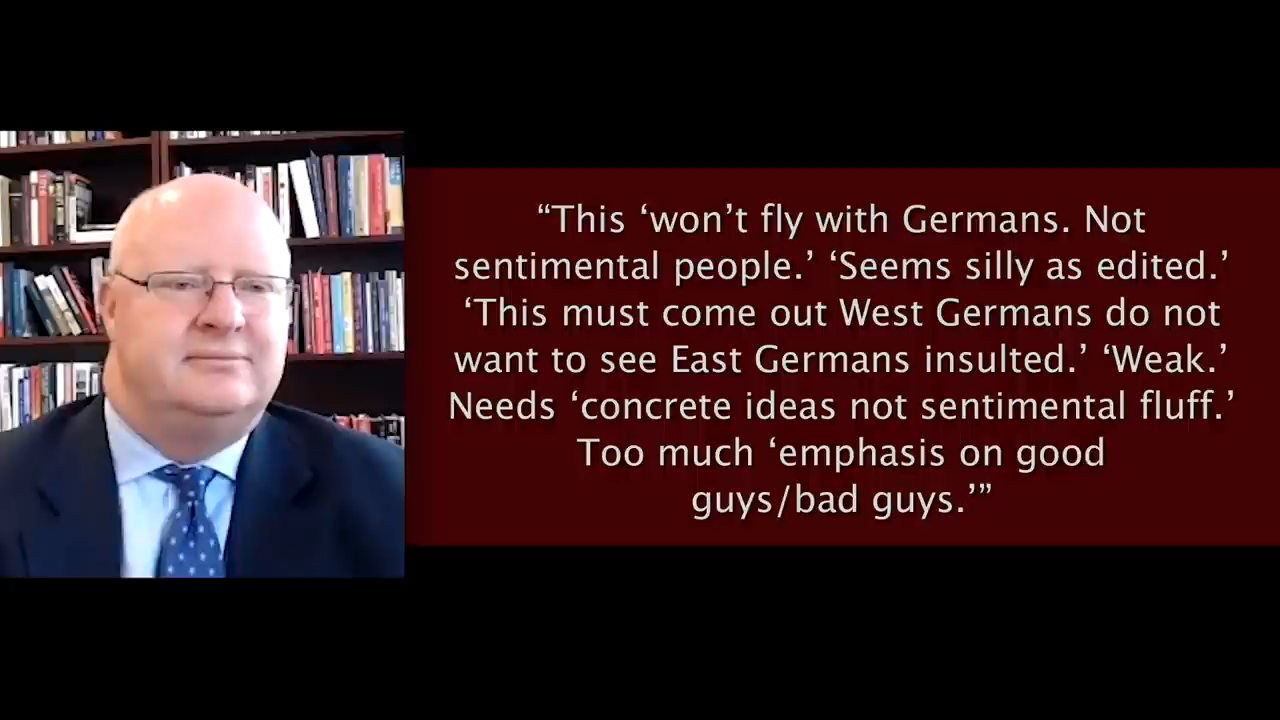 “This ‘won’t fly with Germans. Not
sentimental people.’ ‘Seems silly as edited.’
‘This must come out West Germans do not
want to see East Germans insulted.’ ‘Weak.’
Needs ‘concrete ideas not sentimental fluff.’
Too much ‘emphasis on good
guys/bad guys.’”